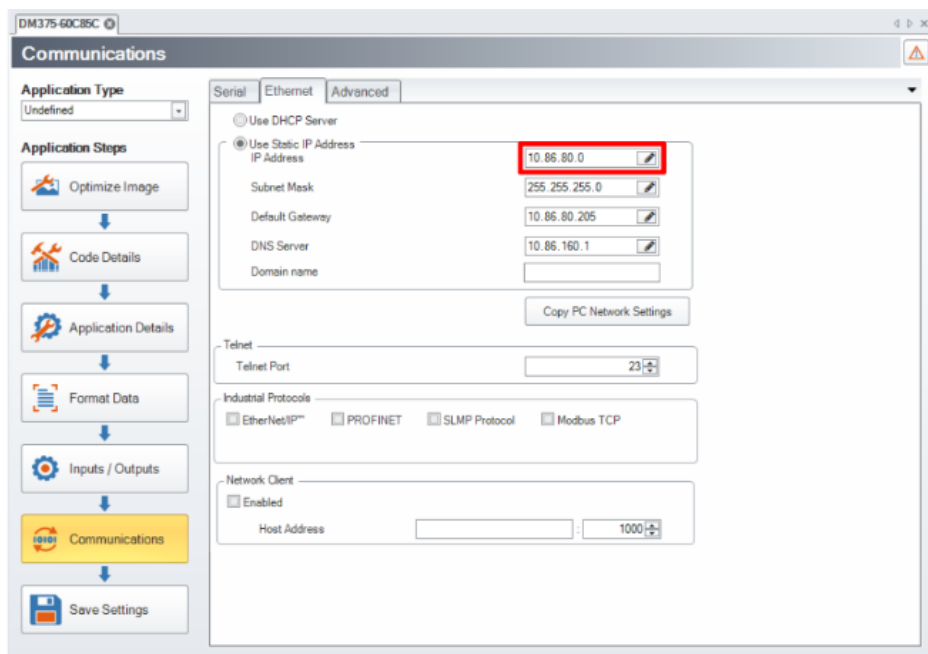 DM375-60C85C
Communications
Application Type
Undefined
Application Steps
Optimize Image
Code Details
Application Details
Format Data
Inputs / Outputs
Communications
Save Settings
Serial Ethernet Advanced
Use DHCP Server
Use Static IP Address
IP Address 10.86.80.0
Subnet Mask 255.255.255.0
Default Gateway 10.86.80.205
DNS Server 10.86.160.1
Domain name
Copy PC Network Settings
Telnet
Telnet Port 23
Industrial Protocols
EtherNet/IP™ PROFINET SLMP Protocol Modbus TCP
Network Client
Enabled
Host Address : 1000